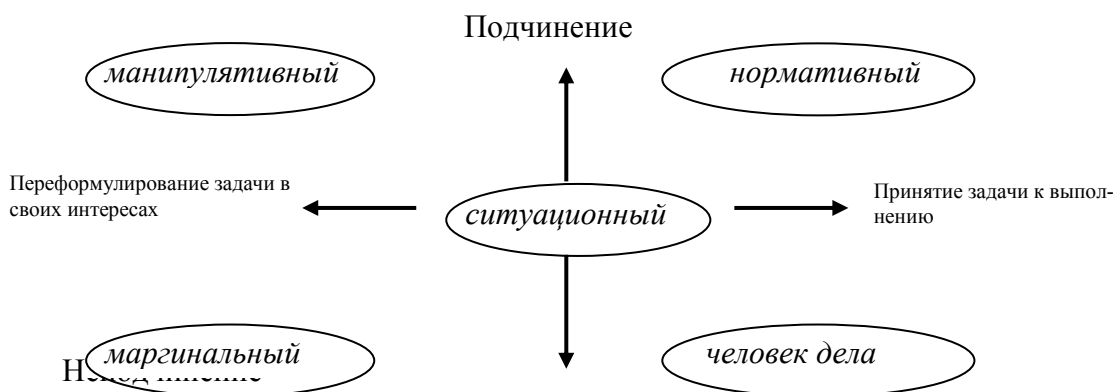 Подчинение
манипулятивный
нормативный
Переформулирование задачи в
своих интересах
ситуационный
Принятие задачи к выпол-
нению
маргинальный
человек дела